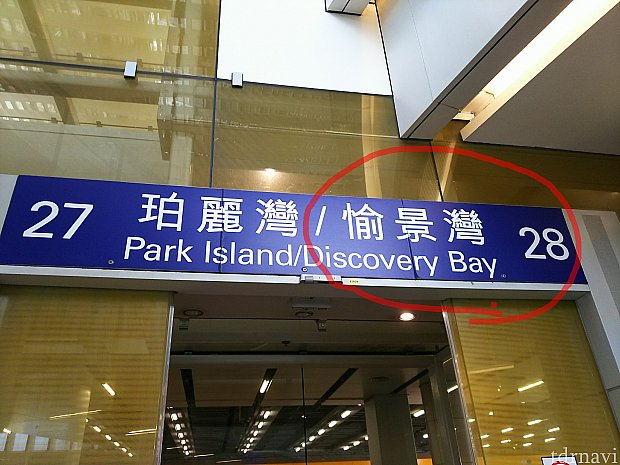 27 珀麗灣/愉景灣 28
Park Island/Discovery Bay
tdrnavi